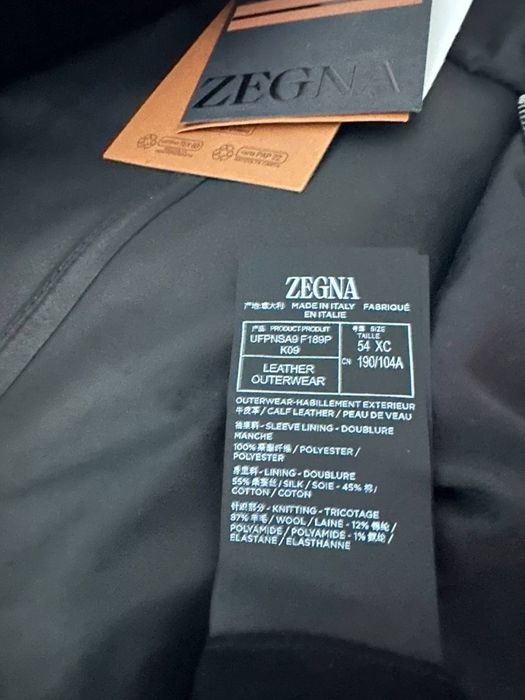 ZEGNA
PAP 22
ZEGNA
产地:意大利 MADE IN ITALY FABRIQUÉ
EN ITALIE
产品 PRODUCT PRODUIT
UFPNSA9 F189P
K09
LEATHER
OUTERWEAR
号型 SIZE
TAILLE
54 XC
CN 190/104A
OUTERWEAR-HABILLEMENT EXTERIEUR
牛皮革/CALF LEATHER/PEAU DE VEAU
袖里料-SLEEVE LINING-DOUBLURE
MANCHE
100% 聚酯纤维/POLYESTER/
POLYESTER
身里料-LINING-DOUBLURE
55% 桑蚕丝/SILK/SOIE-45% 棉/
COTTON/COTON
针织部分-KNITTING-TRICOTAGE
87% 羊毛/WOOL/LAINE-12% 锦纶/
POLYAMIDE/POLYAMIDE-1% 氨纶/
ELASTANE/ELASTHANNE